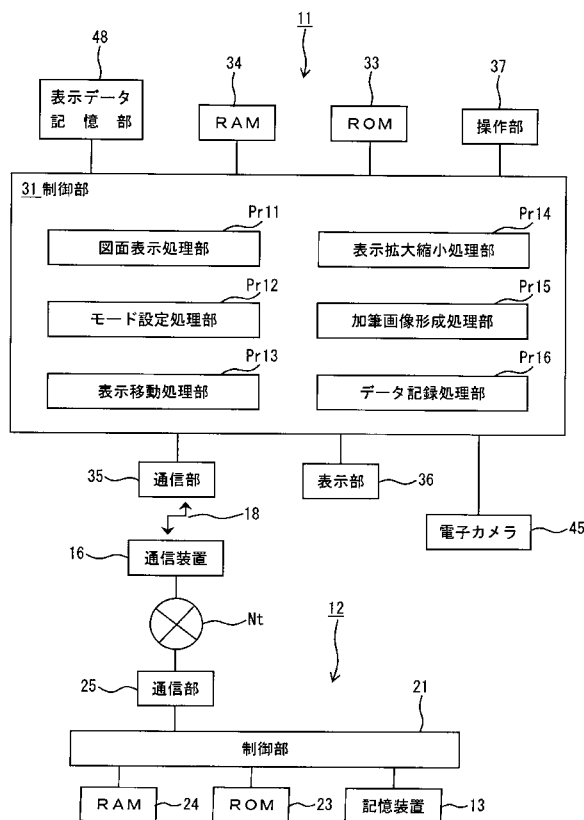 11
48
34
33
37
表示データ
記憶部
RAM
ROM
操作部
31 制御部
Pr11
Pr14
図面表示処理部
表示拡大縮小処理部
Pr12
Pr15
モード設定処理部
加筆画像形成処理部
Pr13
Pr16
表示移動処理部
データ記録処理部
35
通信部
表示部
36
18
電子カメラ
45
16
通信装置
Nt
12
25
通信部
21
制御部
RAM
24
ROM
23
記憶装置
13